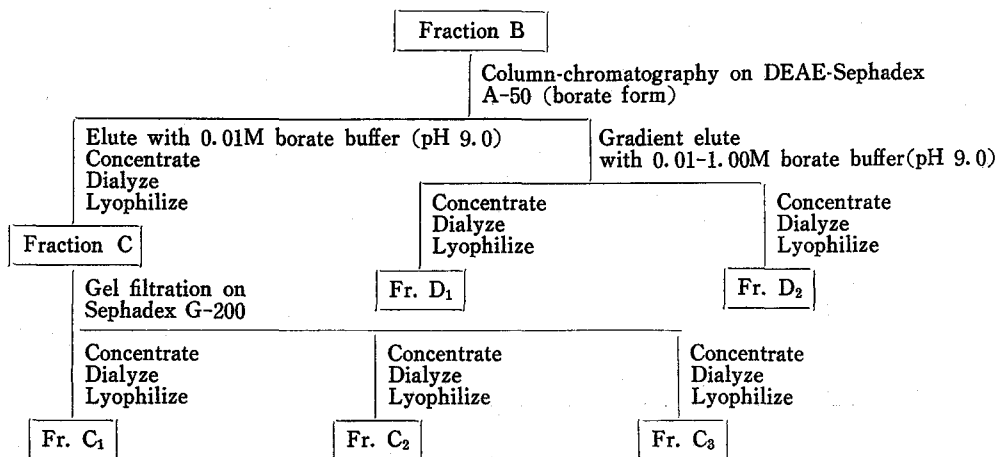 Fraction B
Column-chromatography on DEAE-Sephadex
A-50 (borate form)
Elute with 0.01M borate buffer (pH 9.0)
Concentrate
Dialyze
Lyophilize
Gradient elute
with 0.01-1.00M borate buffer(pH 9.0)
Concentrate
Dialyze
Lyophilize
Concentrate
Dialyze
Lyophilize
Fraction C
Fr. D₁
Fr. D₂
Gel filtration on
Sephadex G-200
Concentrate
Dialyze
Lyophilize
Concentrate
Dialyze
Lyophilize
Concentrate
Dialyze
Lyophilize
Fr. C₁
Fr. C₂
Fr. C₃